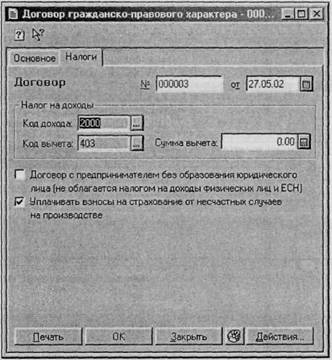 Договор гражданско-правового характера - 000...
Основное Налоги
Договор № 000003 от 27.05.02
Налог на доходы
Код дохода: 2000 ...
Код вычета: 403 ... Сумма вычета: 0.00
Договор с предпринимателем без образования юридического
лица (не облагается налогом на доходы физических лиц и ЕСН)
Уплачивать взносы на страхование от несчастных случаев
на производстве
Печать OK Закрыть Действия...